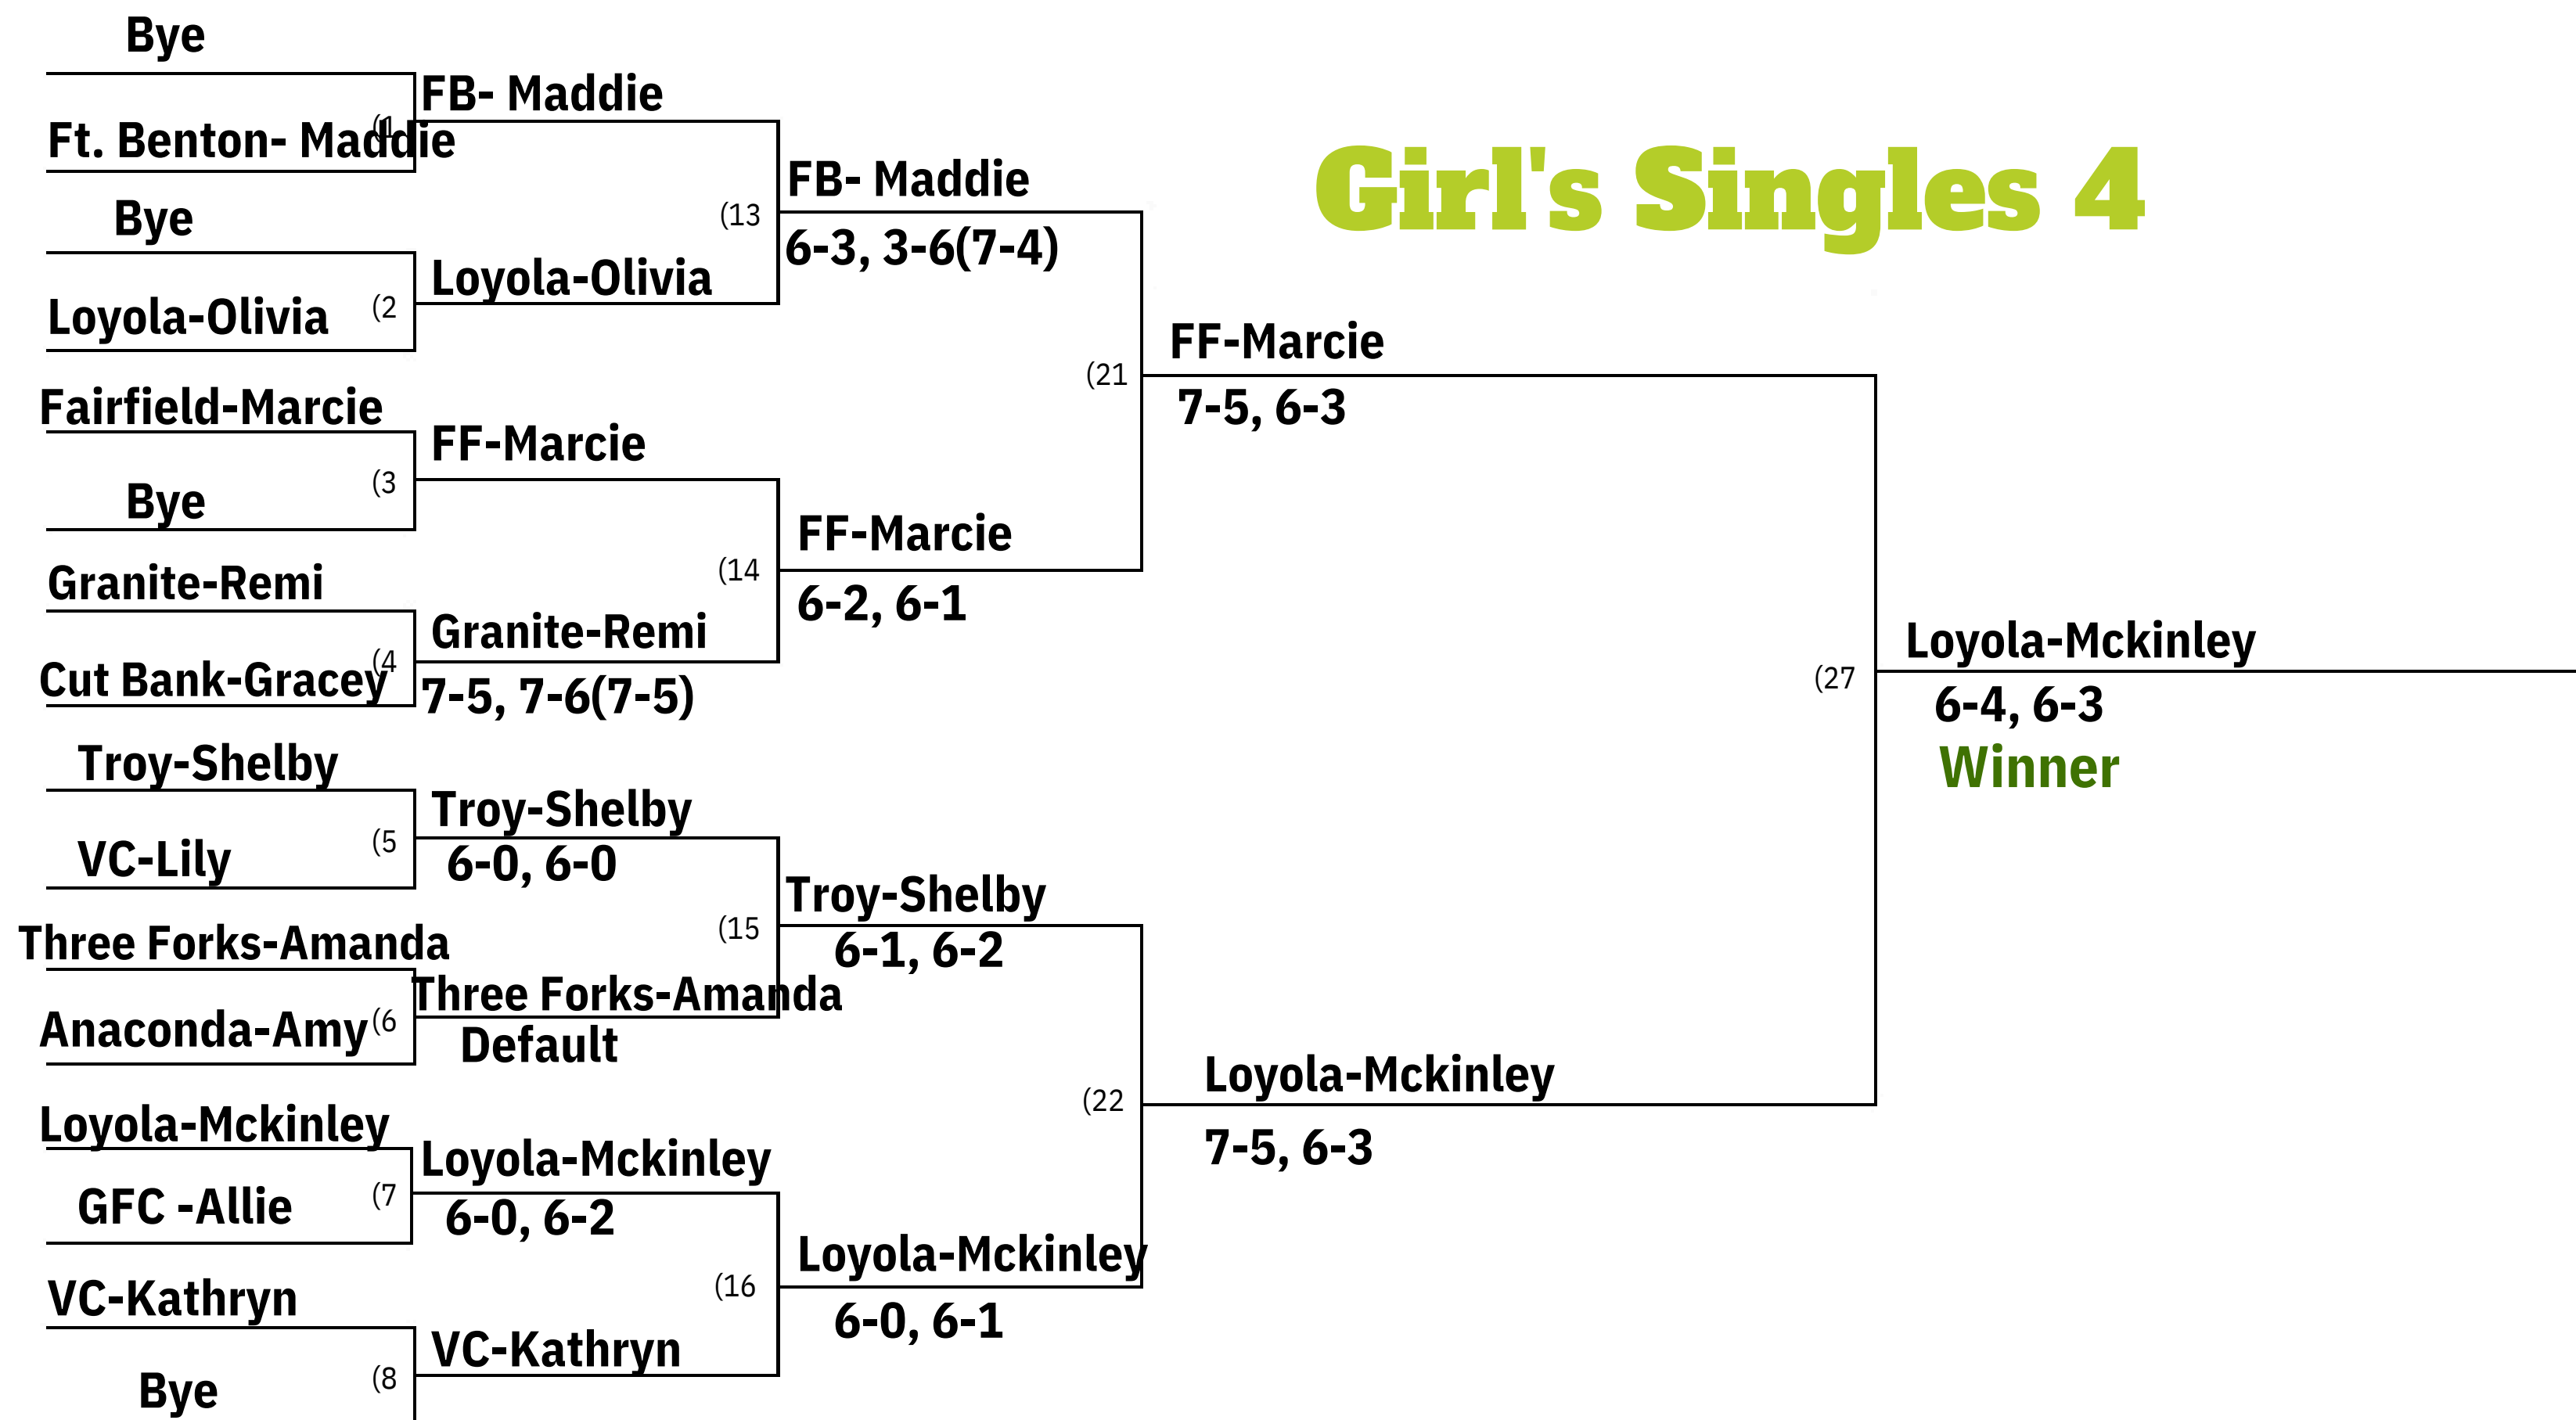 Bye
FB- Maddie
(1
Ft. Benton- Maddie
Girl's Singles 4
FB- Maddie
(13
6-3, 3-6(7-4)
Bye
Loyola-Olivia
(2
Loyola-Olivia
FF-Marcie
(21
7-5, 6-3
Fairfield-Marcie
FF-Marcie
(3
Bye
FF-Marcie
(14
6-2, 6-1
Granite-Remi
Granite-Remi
(4
Cut Bank-Gracey
7-5, 7-6(7-5)
Loyola-Mckinley
(27
6-4, 6-3
Winner
Troy-Shelby
Troy-Shelby
(5
VC-Lily
6-0, 6-0
Troy-Shelby
(15
6-1, 6-2
Three Forks-Amanda
Three Forks-Amanda
Anaconda-Amy
(6
Default
Loyola-Mckinley
(22
7-5, 6-3
Loyola-Mckinley
Loyola-Mckinley
(7
GFC -Allie
6-0, 6-2
Loyola-Mckinley
(16
6-0, 6-1
VC-Kathryn
VC-Kathryn
(8
Bye